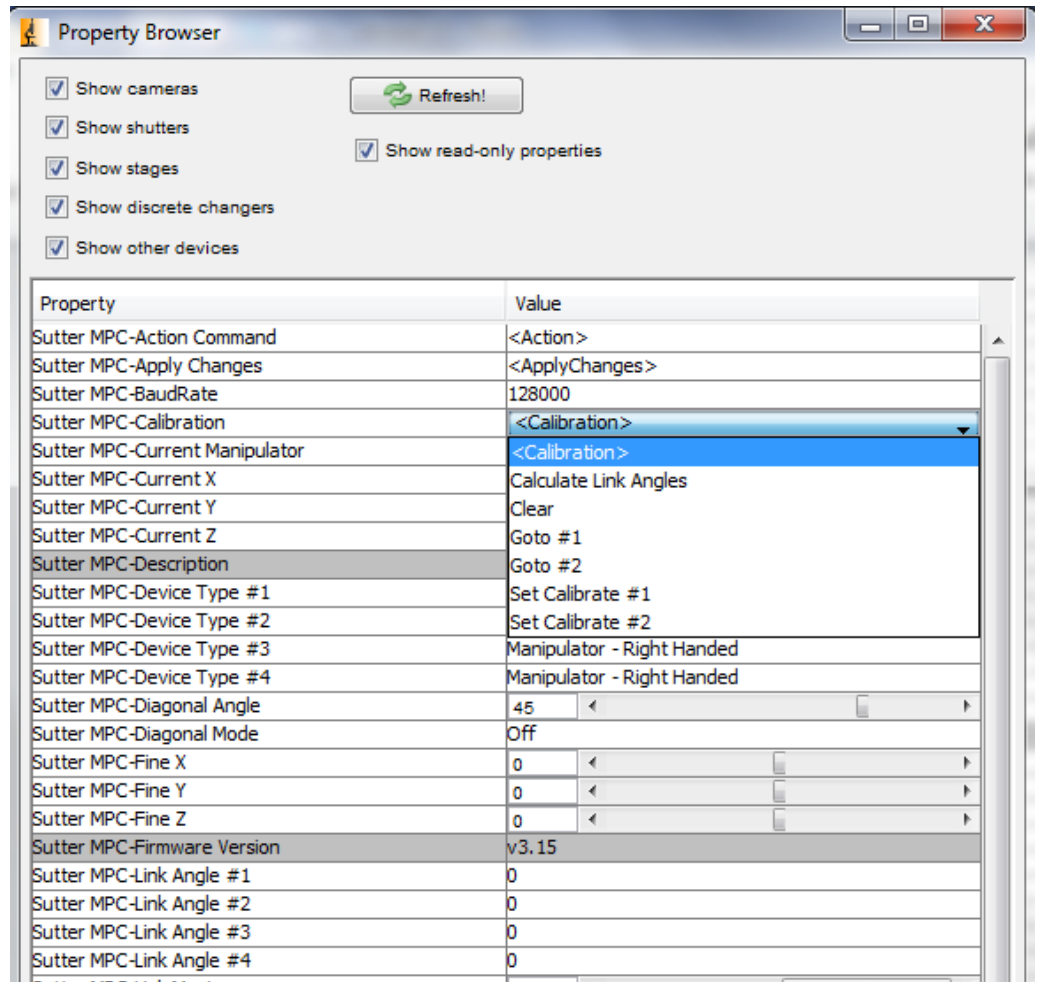 Property Browser
Show cameras
Refresh!
Show shutters
Show read-only properties
Show stages
Show discrete changers
Show other devices
Property Value
Sutter MPC-Action Command <Action>
Sutter MPC-Apply Changes <ApplyChanges>
Sutter MPC-BaudRate 128000
Sutter MPC-Calibration <Calibration>
Sutter MPC-Current Manipulator <Calibration>
Sutter MPC-Current X Calculate Link Angles
Sutter MPC-Current Y Clear
Sutter MPC-Current Z Goto #1
Sutter MPC-Description Goto #2
Sutter MPC-Device Type #1 Set Calibrate #1
Sutter MPC-Device Type #2 Set Calibrate #2
Sutter MPC-Device Type #3 Manipulator - Right Handed
Sutter MPC-Device Type #4 Manipulator - Right Handed
Sutter MPC-Diagonal Angle 45
Sutter MPC-Diagonal Mode Off
Sutter MPC-Fine X 0
Sutter MPC-Fine Y 0
Sutter MPC-Fine Z 0
Sutter MPC-Firmware Version v3.15
Sutter MPC-Link Angle #1 0
Sutter MPC-Link Angle #2 0
Sutter MPC-Link Angle #3 0
Sutter MPC-Link Angle #4 0